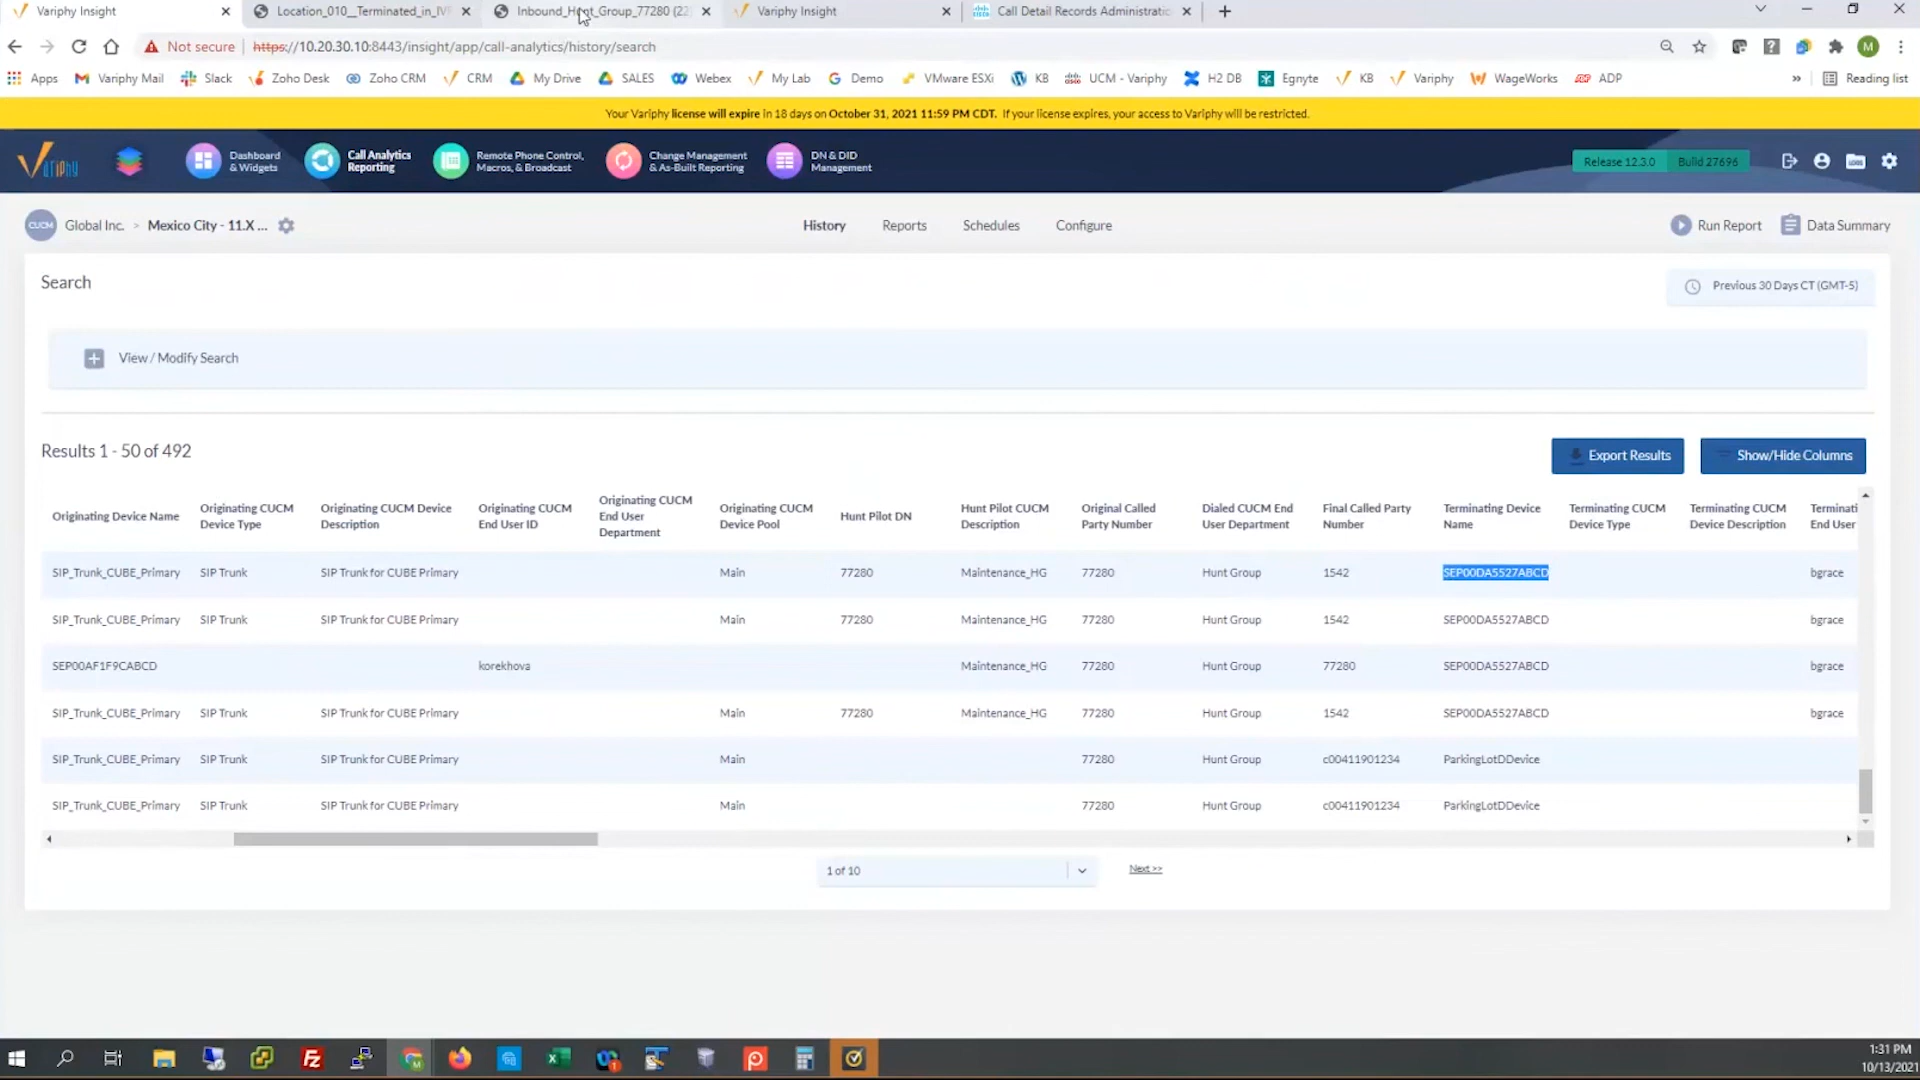 Variphy Insight
Location_010__Terminated_in_IVF
Inbound_Hunt_Group_77280 (22
Variphy Insight
Call Detail Records Administratio
Not secure
https://10.20.30.10:8443/insight/app/call-analytics/history/search
M
Apps
Variphy Mail
Slack
Zoho Desk
Zoho CRM
CRM
My Drive
SALES
Webex
My Lab
Demo
VMware ESXi
KB
UCM - Variphy
H2 DB
Egnyte
KB
Variphy
WageWorks
ADP
»
Reading list
Your Variphy license will expire in 18 days on October 31, 2021 11:59 PM CDT. If your license expires, your access to Variphy will be restricted.
Variphy
Dashboard
& Widgets
Call Analytics
Reporting
Remote Phone Control,
Macros, & Broadcast
Change Management
& As-Built Reporting
DN & DID
Management
Release 12.3.0
Build 27696
CUCM
Global Inc. > Mexico City - 11.X ...
History
Reports
Schedules
Configure
Run Report
Data Summary
Search
Previous 30 Days CT (GMT-5)
View / Modify Search
Results 1 - 50 of 492
Export Results
Show/Hide Columns
Originating Device Name
Originating CUCM
Device Type
Originating CUCM Device
Description
Originating CUCM
End User ID
Originating CUCM
End User
Department
Originating CUCM
Device Pool
Hunt Pilot DN
Hunt Pilot CUCM
Description
Original Called
Party Number
Dialed CUCM End
User Department
Final Called Party
Number
Terminating Device
Name
Terminating CUCM
Device Type
Terminating CUCM
Device Description
Terminati
End User
SIP_Trunk_CUBE_Primary SIP Trunk SIP Trunk for CUBE Primary Main 77280 Maintenance_HG 77280 Hunt Group 1542 SEP00DA5527ABCD bgrace
SIP_Trunk_CUBE_Primary SIP Trunk SIP Trunk for CUBE Primary Main 77280 Maintenance_HG 77280 Hunt Group 1542 SEP00DA5527ABCD bgrace
SEP00AF1F9CABCD korekhova Maintenance_HG 77280 Hunt Group 77280 SEP00DA5527ABCD bgrace
SIP_Trunk_CUBE_Primary SIP Trunk SIP Trunk for CUBE Primary Main 77280 Maintenance_HG 77280 Hunt Group 1542 SEP00DA5527ABCD bgrace
SIP_Trunk_CUBE_Primary SIP Trunk SIP Trunk for CUBE Primary Main 77280 Hunt Group c00411901234 ParkingLotDDevice
SIP_Trunk_CUBE_Primary SIP Trunk SIP Trunk for CUBE Primary Main 77280 Hunt Group c00411901234 ParkingLotDDevice
1 of 10
Next >>
1:31 PM
10/13/2021